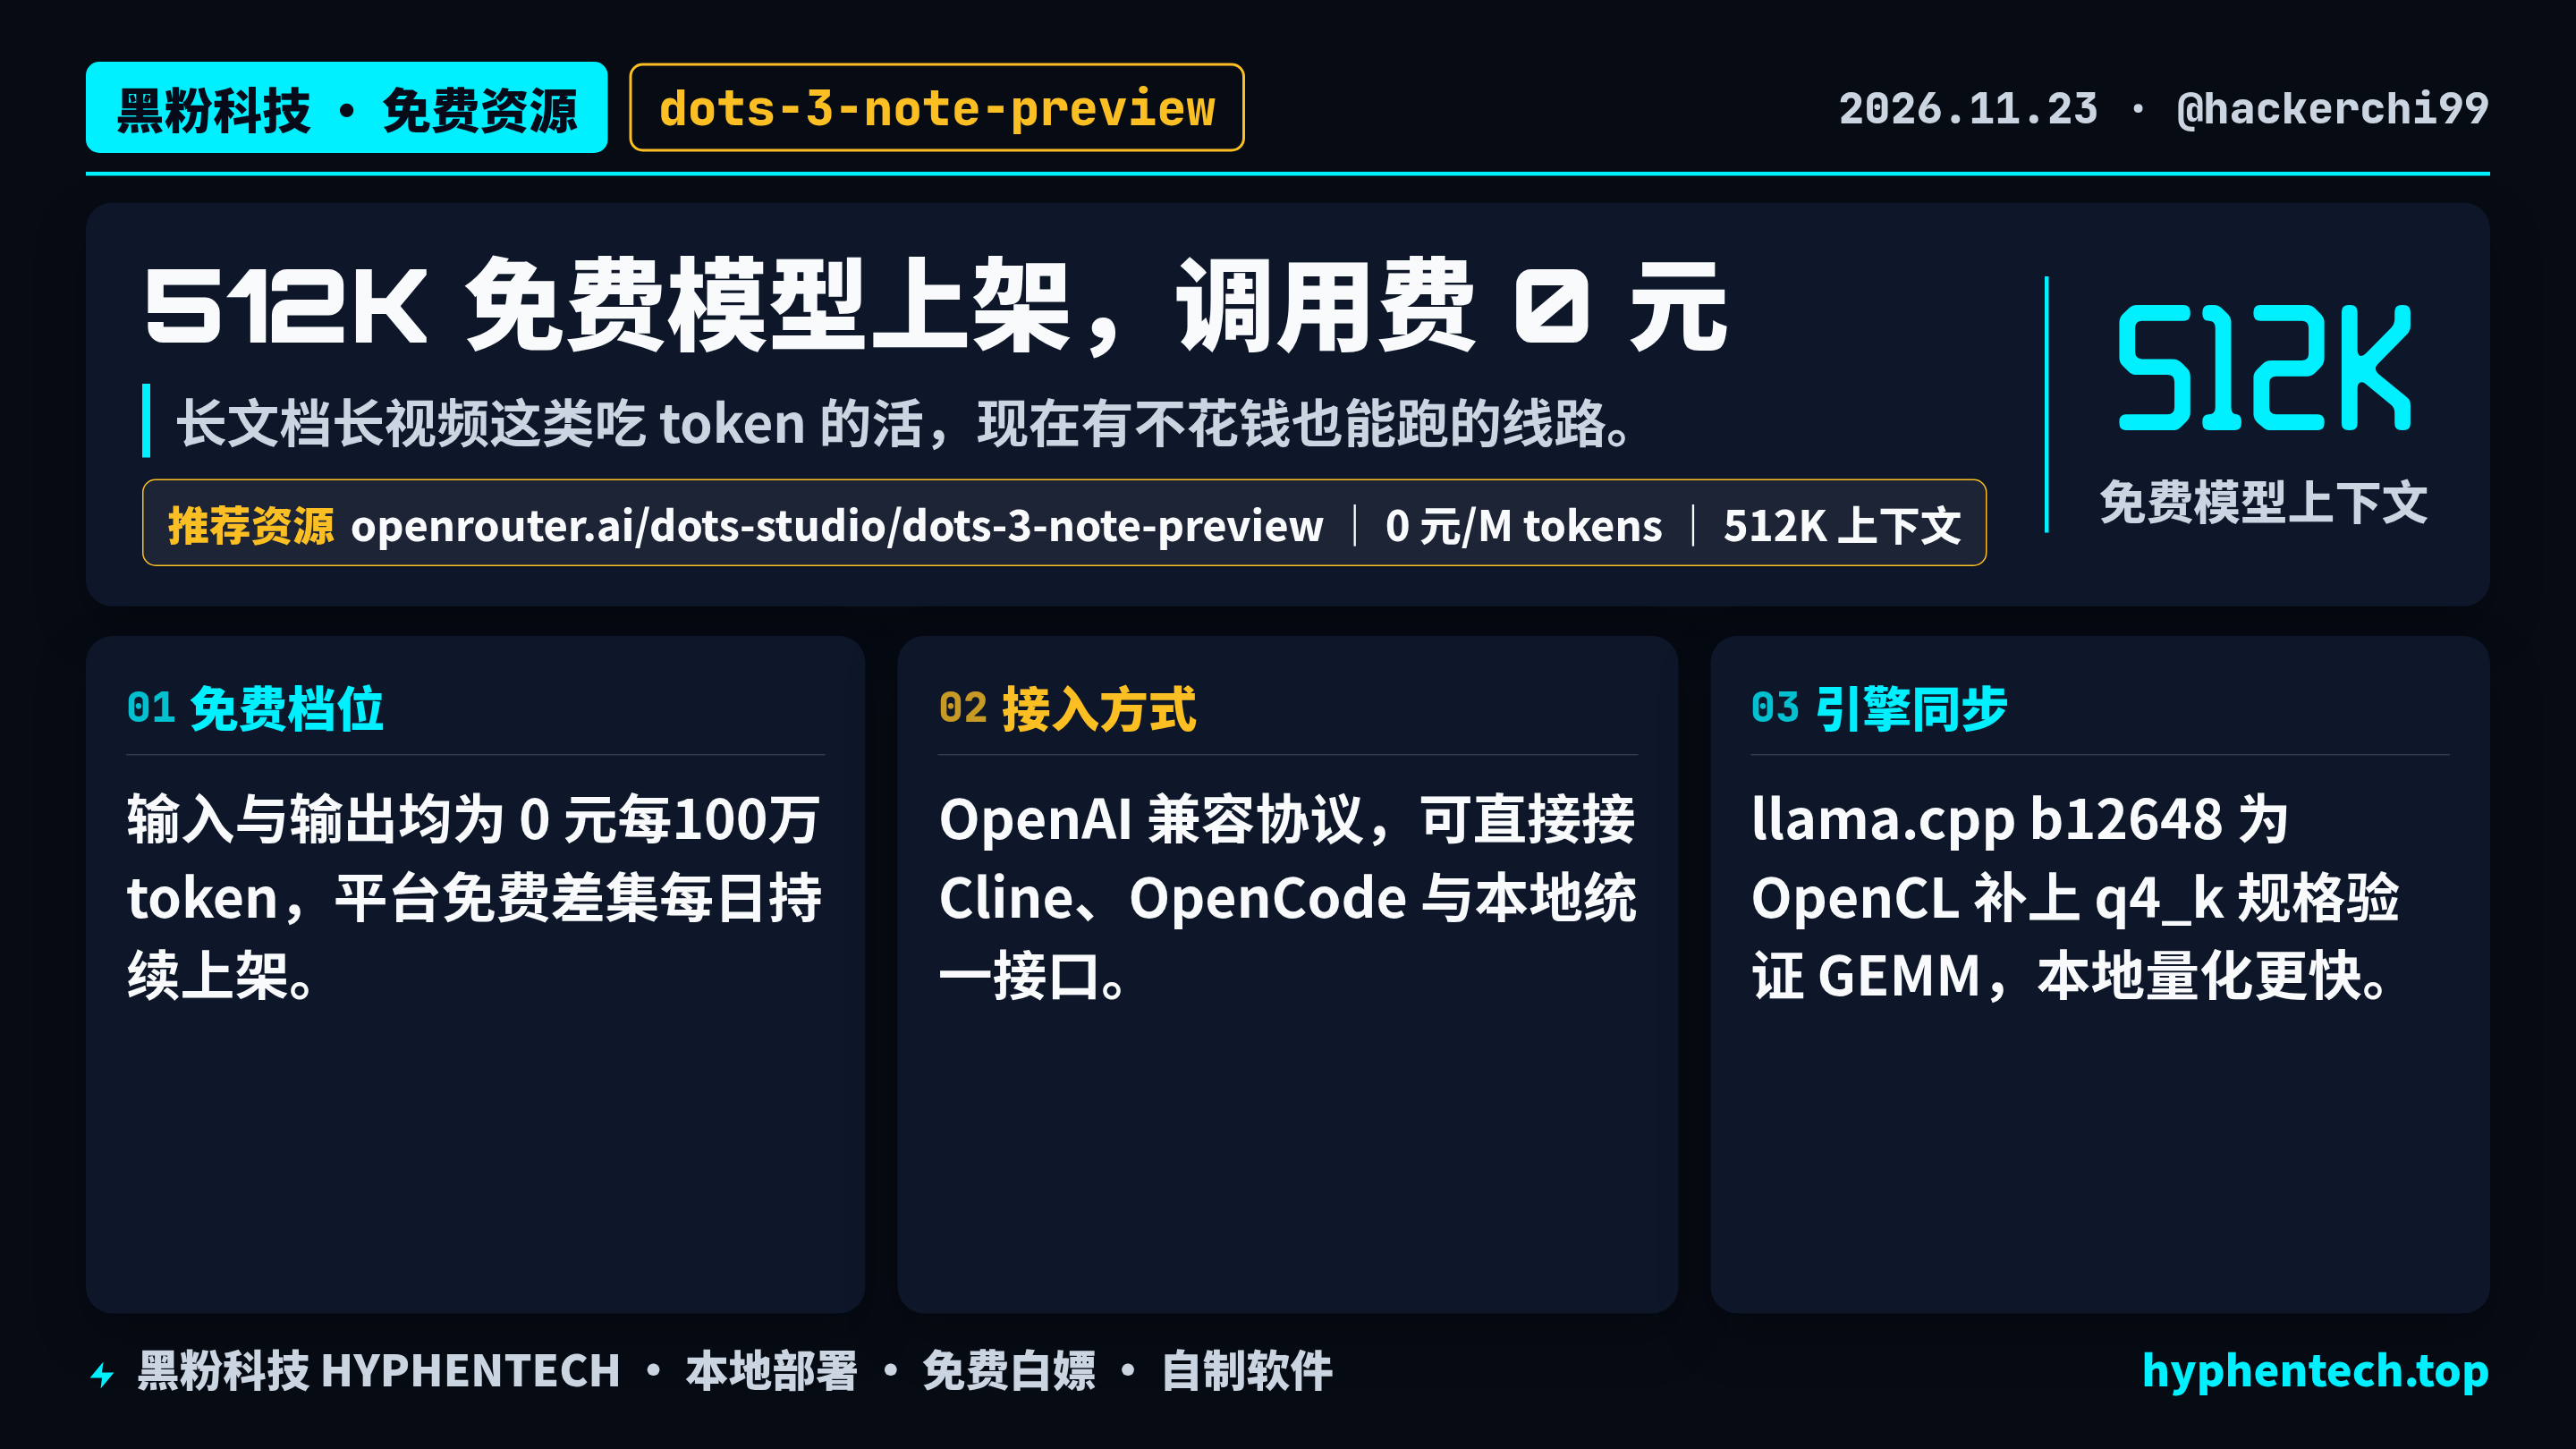 黑粉科技 • 免费资源
dots-3-note-preview
2026.11.23 · @hackerchi99
512K 免费模型上架，调用费 0 元
长文档长视频这类吃 token 的活，现在有不花钱也能跑的线路。
推荐资源 openrouter.ai/dots-studio/dots-3-note-preview ｜ 0 元/M tokens ｜ 512K 上下文
512K
免费模型上下文
01 免费档位
输入与输出均为 0 元每100万
token，平台免费差集每日持
续上架。
02 接入方式
OpenAI 兼容协议，可直接接
Cline、OpenCode 与本地统
一接口。
03 引擎同步
llama.cpp b12648 为
OpenCL 补上 q4_k 规格验
证 GEMM，本地量化更快。
黑粉科技 HYPHENTECH • 本地部署 • 免费白嫖 • 自制软件
hyphentech.top